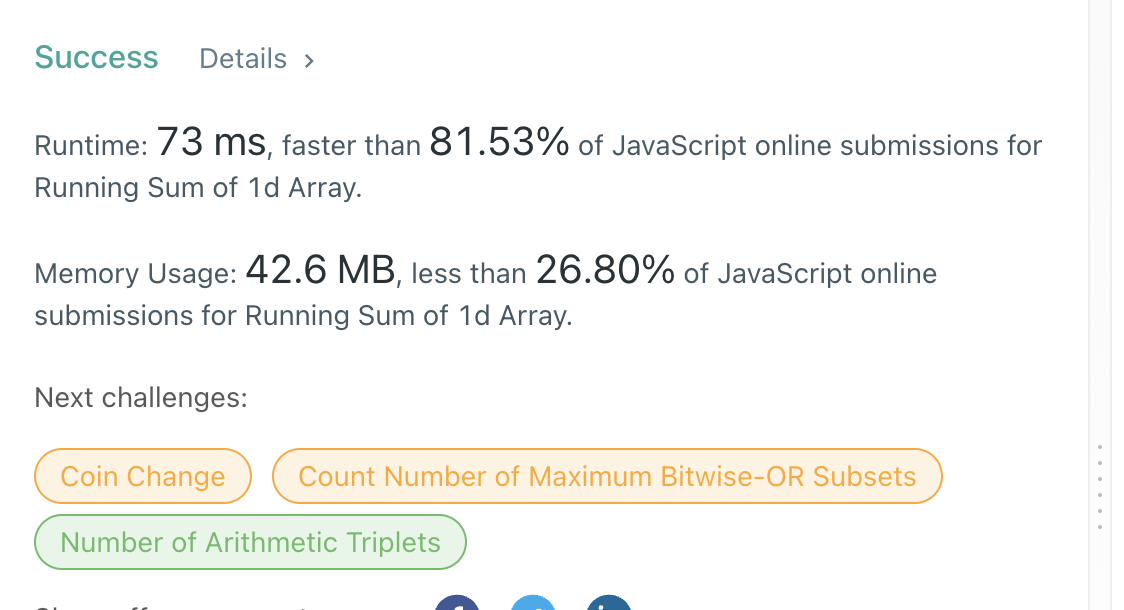 Success Details >
Runtime: 73 ms, faster than 81.53% of JavaScript online submissions for
Running Sum of 1d Array.
Memory Usage: 42.6 MB, less than 26.80% of JavaScript online
submissions for Running Sum of 1d Array.
Next challenges:
Coin Change Count Number of Maximum Bitwise-OR Subsets
Number of Arithmetic Triplets